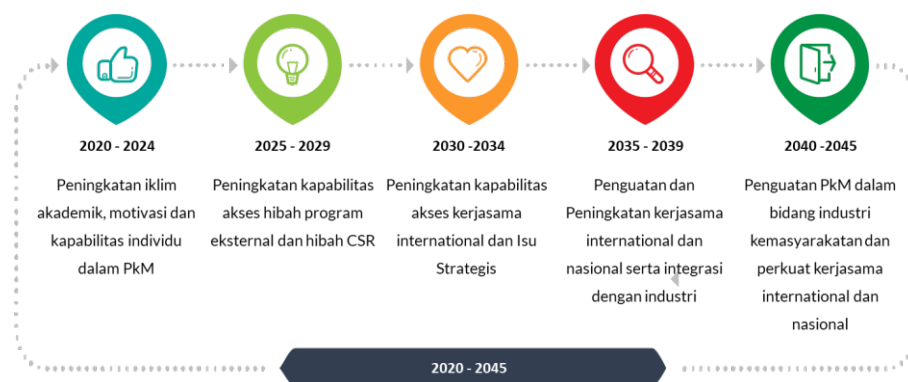 2020 - 2024
Peningkatan iklim
akademik, motivasi dan
kapabilitas individu
dalam PkM
2025 - 2029
Peningkatan kapabilitas
akses hibah program
eksternal dan hibah CSR
2030 -2034
Peningkatan kapabilitas
akses kerjasama
international dan Isu
Strategis
2035 - 2039
Penguatan dan
Peningkatan kerjasama
international dan
nasional serta integrasi
dengan industri
2040 -2045
Penguatan PkM dalam
bidang industri
kemasyarakatan dan
perkuat kerjasama
international dan
nasional
2020 - 2045